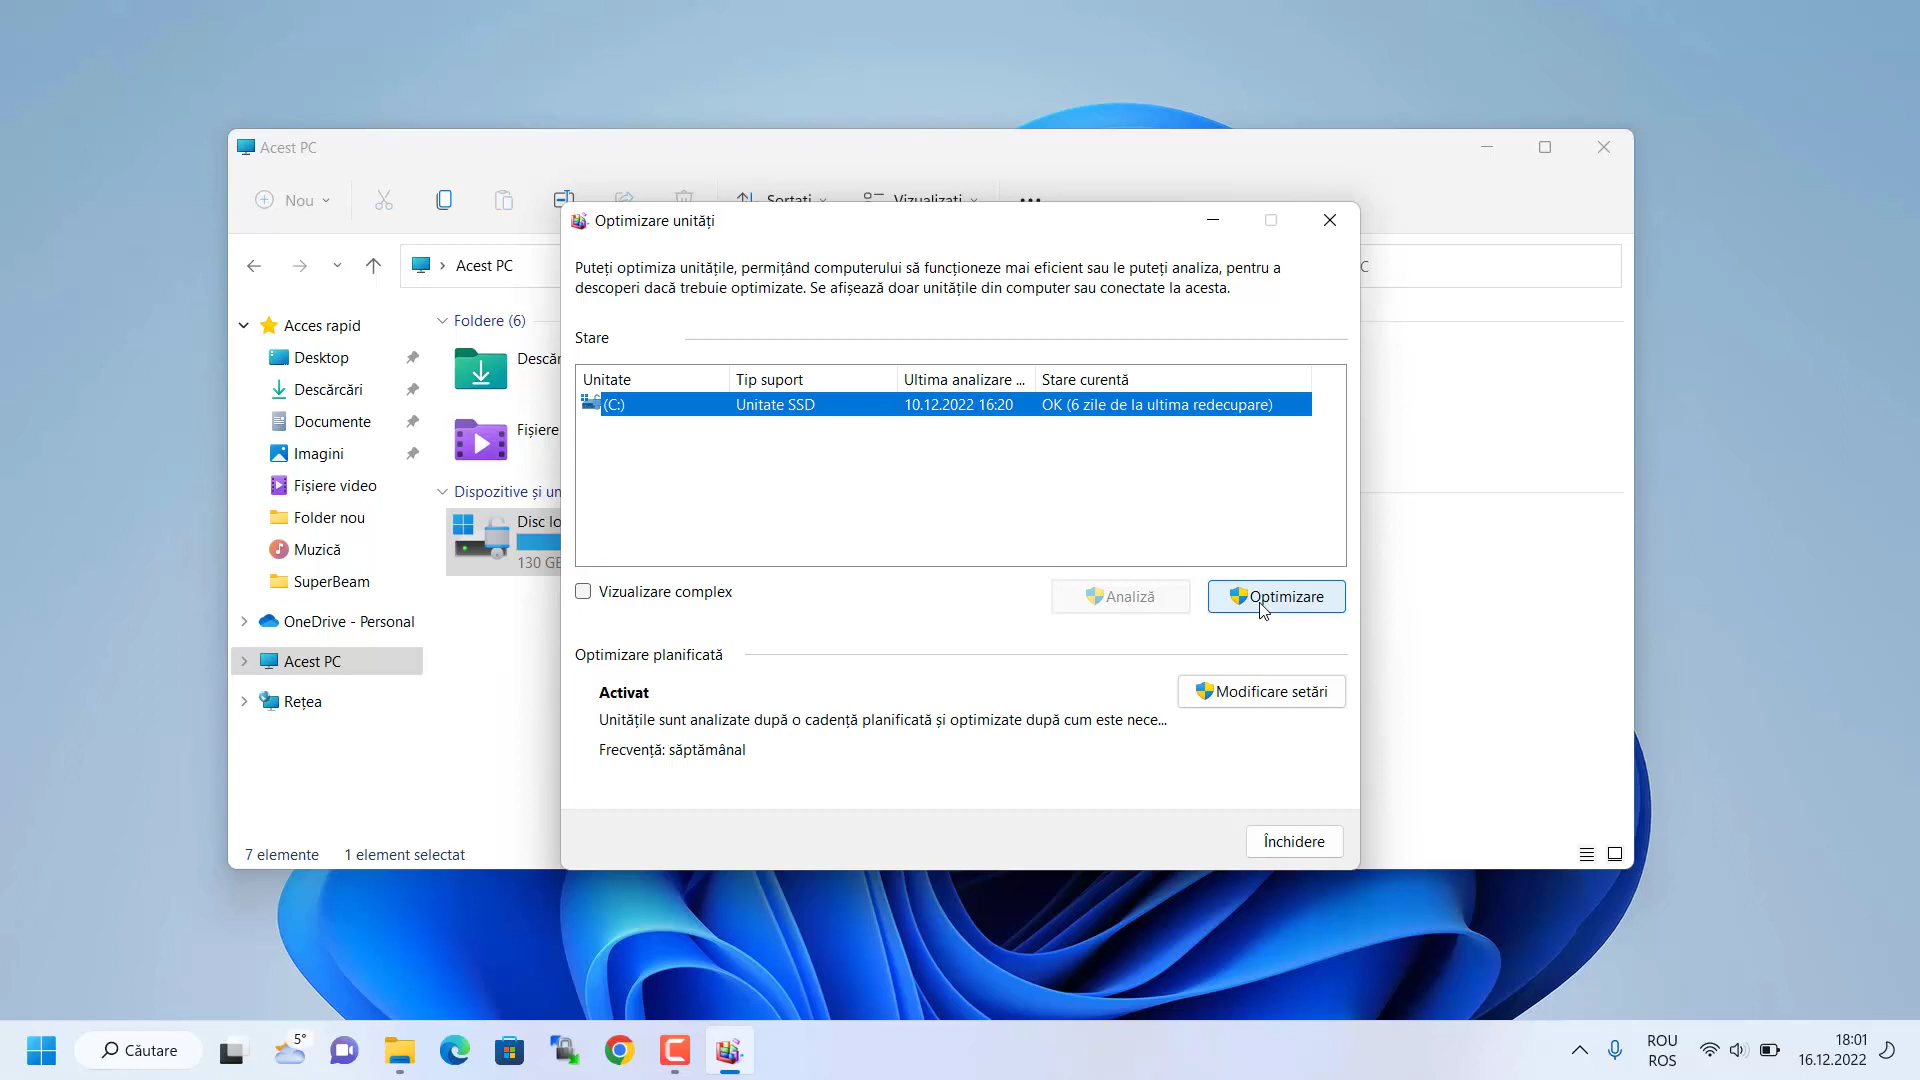 Acest PC
Nou
Sortați
Vizualizați
Acest PC
C
Acces rapid
Desktop
Descărcări
Documente
Imagini
Fișiere video
Folder nou
Muzică
SuperBeam
OneDrive - Personal
Acest PC
Rețea
Foldere (6)
Descăr
Fișiere
Dispozitive și un
Disc lo
130 GB
7 elemente 1 element selectat
Optimizare unități
Puteți optimiza unitățile, permițând computerului să funcționeze mai eficient sau le puteți analiza, pentru a
descoperi dacă trebuie optimizate. Se afișează doar unitățile din computer sau conectate la acesta.
Stare
Unitate Tip suport Ultima analizare ... Stare curentă
(C:) Unitate SSD 10.12.2022 16:20 OK (6 zile de la ultima redecupare)
Vizualizare complex
Analiză
Optimizare
Optimizare planificată
Activat
Modificare setări
Unitățile sunt analizate după o cadență planificată și optimizate după cum este nece...
Frecvență: săptămânal
Închidere
Căutare
5°
ROU
ROS
18:01
16.12.2022